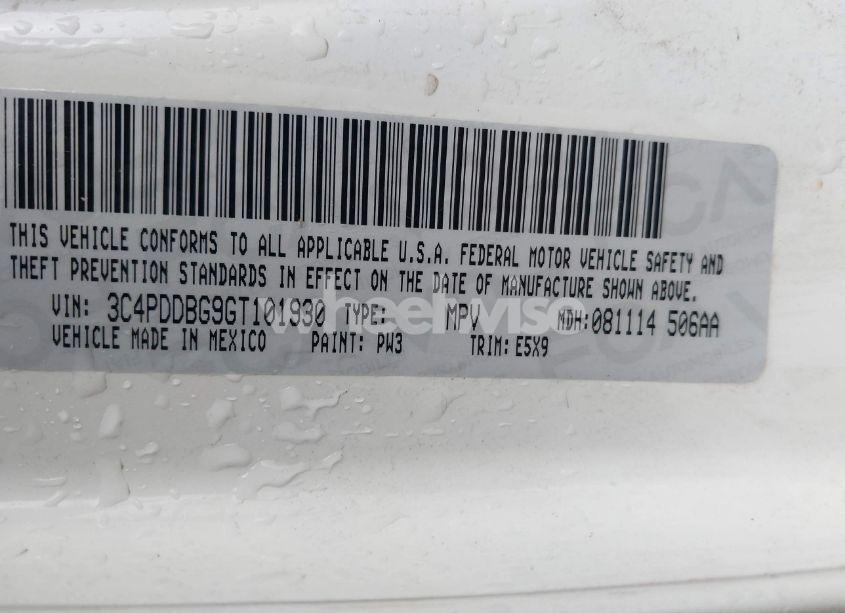 THIS VEHICLE CONFORMS TO ALL APPLICABLE U.S.A. FEDERAL MOTOR VEHICLE SAFETY AND
THEFT PREVENTION STANDARDS IN EFFECT ON THE DATE OF MANUFACTURE SHOWN ABOVE.
VIN: 3C4PDDBG9GT101930 TYPE: MPV MDH:081114 506AA
VEHICLE MADE IN MEXICO PAINT: PW3 TRIM: E5X9
wheelwise